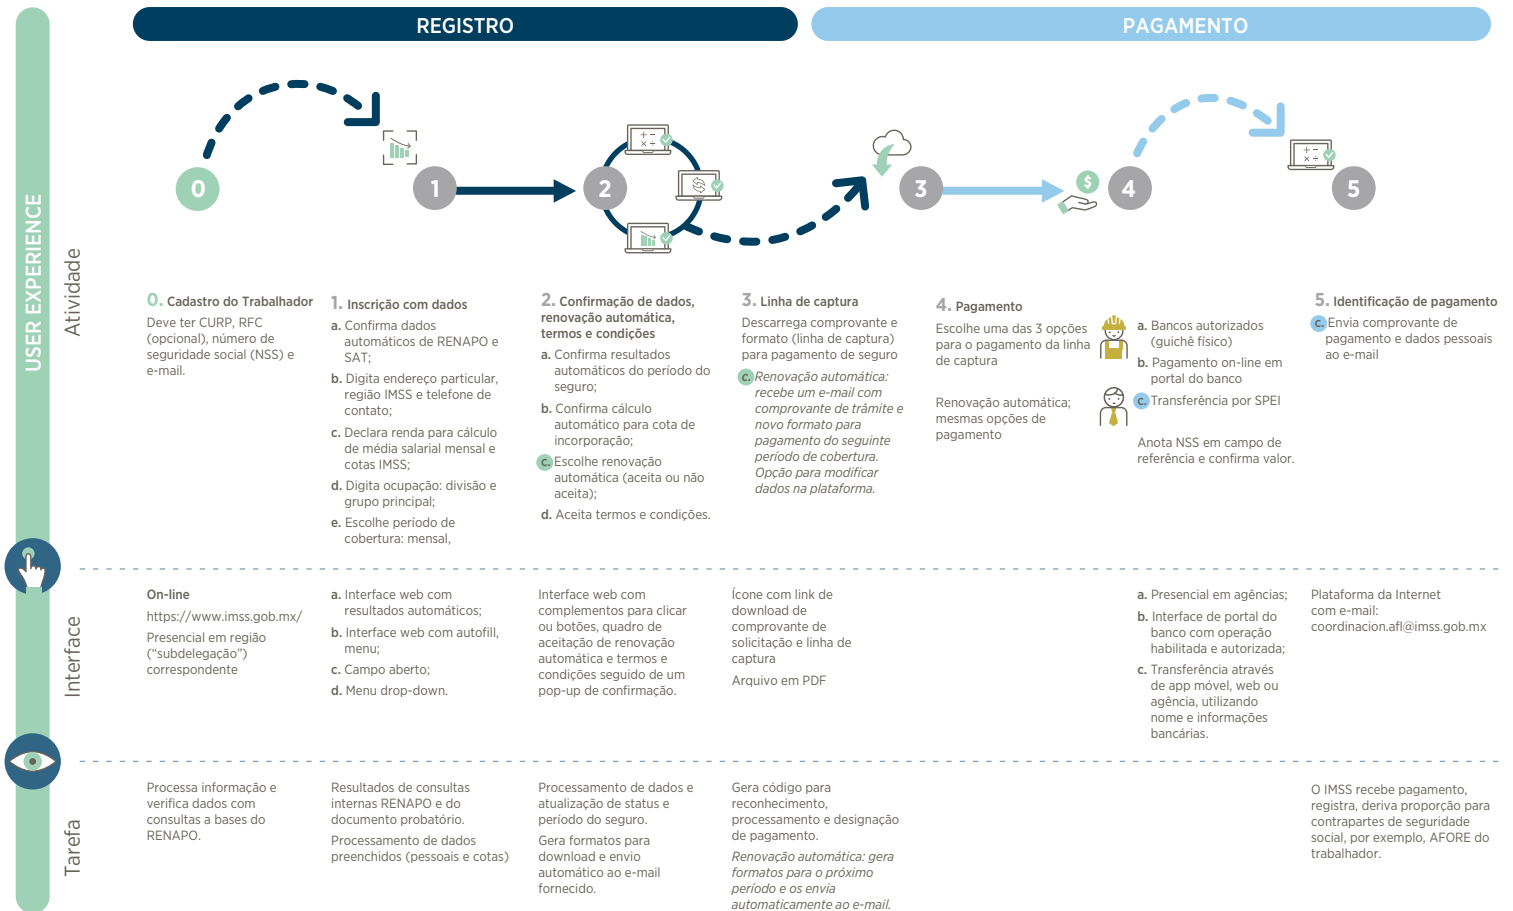 REGISTRO
PAGAMENTO
USER EXPERIENCE
Atividade
0
1
2
3
$
4
5
0. Cadastro do Trabalhador
Deve ter CURP, RFC
(opcional), número de
seguridade social (NSS) e
e-mail.
1. Inscrição com dados
a. Confirma dados
automáticos de RENAPO e
SAT;
b. Digita endereço particular,
região IMSS e telefone de
contato;
c. Declara renda para cálculo
de média salarial mensal e
cotas IMSS;
d. Digita ocupação: divisão e
grupo principal;
e. Escolhe período de
cobertura: mensal,
2. Confirmação de dados,
renovação automática,
termos e condições
a. Confirma resultados
automáticos do período do
seguro;
b. Confirma cálculo
automático para cota de
incorporação;
c. Escolhe renovação
automática (aceita ou não
aceita);
d. Aceita termos e condições.
3. Linha de captura
Descarrega comprovante e
formato (linha de captura)
para pagamento de seguro
c. Renovação automática:
recebe um e-mail com
comprovante de trâmite e
novo formato para
pagamento do seguinte
período de cobertura.
Opção para modificar
dados na plataforma.
4. Pagamento
Escolhe uma das 3 opções
para o pagamento da linha
de captura
Renovação automática;
mesmas opções de
pagamento
a. Bancos autorizados
(guichê físico)
b. Pagamento on-line em
portal do banco
c. Transferência por SPEI
Anota NSS em campo de
referência e confirma valor.
5. Identificação de pagamento
c. Envia comprovante de
pagamento e dados pessoais
ao e-mail
Interface
On-line
https://www.imss.gob.mx/
Presencial em região
(“subdelegação”)
correspondente
a. Interface web com
resultados automáticos;
b. Interface web com autofill,
menu;
c. Campo aberto;
d. Menu drop-down.
Interface web com
complementos para clicar
ou botões, quadro de
aceitação de renovação
automática e termos e
condições seguido de um
pop-up de confirmação.
Ícone com link de
download de
comprovante de
solicitação e linha de
captura
Arquivo em PDF
a. Presencial em agências;
b. Interface de portal do
banco com operação
habilitada e autorizada;
c. Transferência através
de app móvel, web ou
agência, utilizando
nome e informações
bancárias.
Plataforma da Internet
com e-mail:
coordinacion.afl@imss.gob.mx
Tarefa
Processa informação e
verifica dados com
consultas a bases do
RENAPO.
Resultados de consultas
internas RENAPO e do
documento probatório.
Processamento de dados
preenchidos (pessoais e cotas)
Processamento de dados e
atualização de status e
período do seguro.
Gera formatos para
download e envio
automático ao e-mail
fornecido.
Gera código para
reconhecimento,
processamento e designação
de pagamento.
Renovação automática: gera
formatos para o próximo
período e os envia
automaticamente ao e-mail.
O IMSS recebe pagamento,
registra, deriva proporção para
contrapartes de seguridade
social, por exemplo, AFORE do
trabalhador.